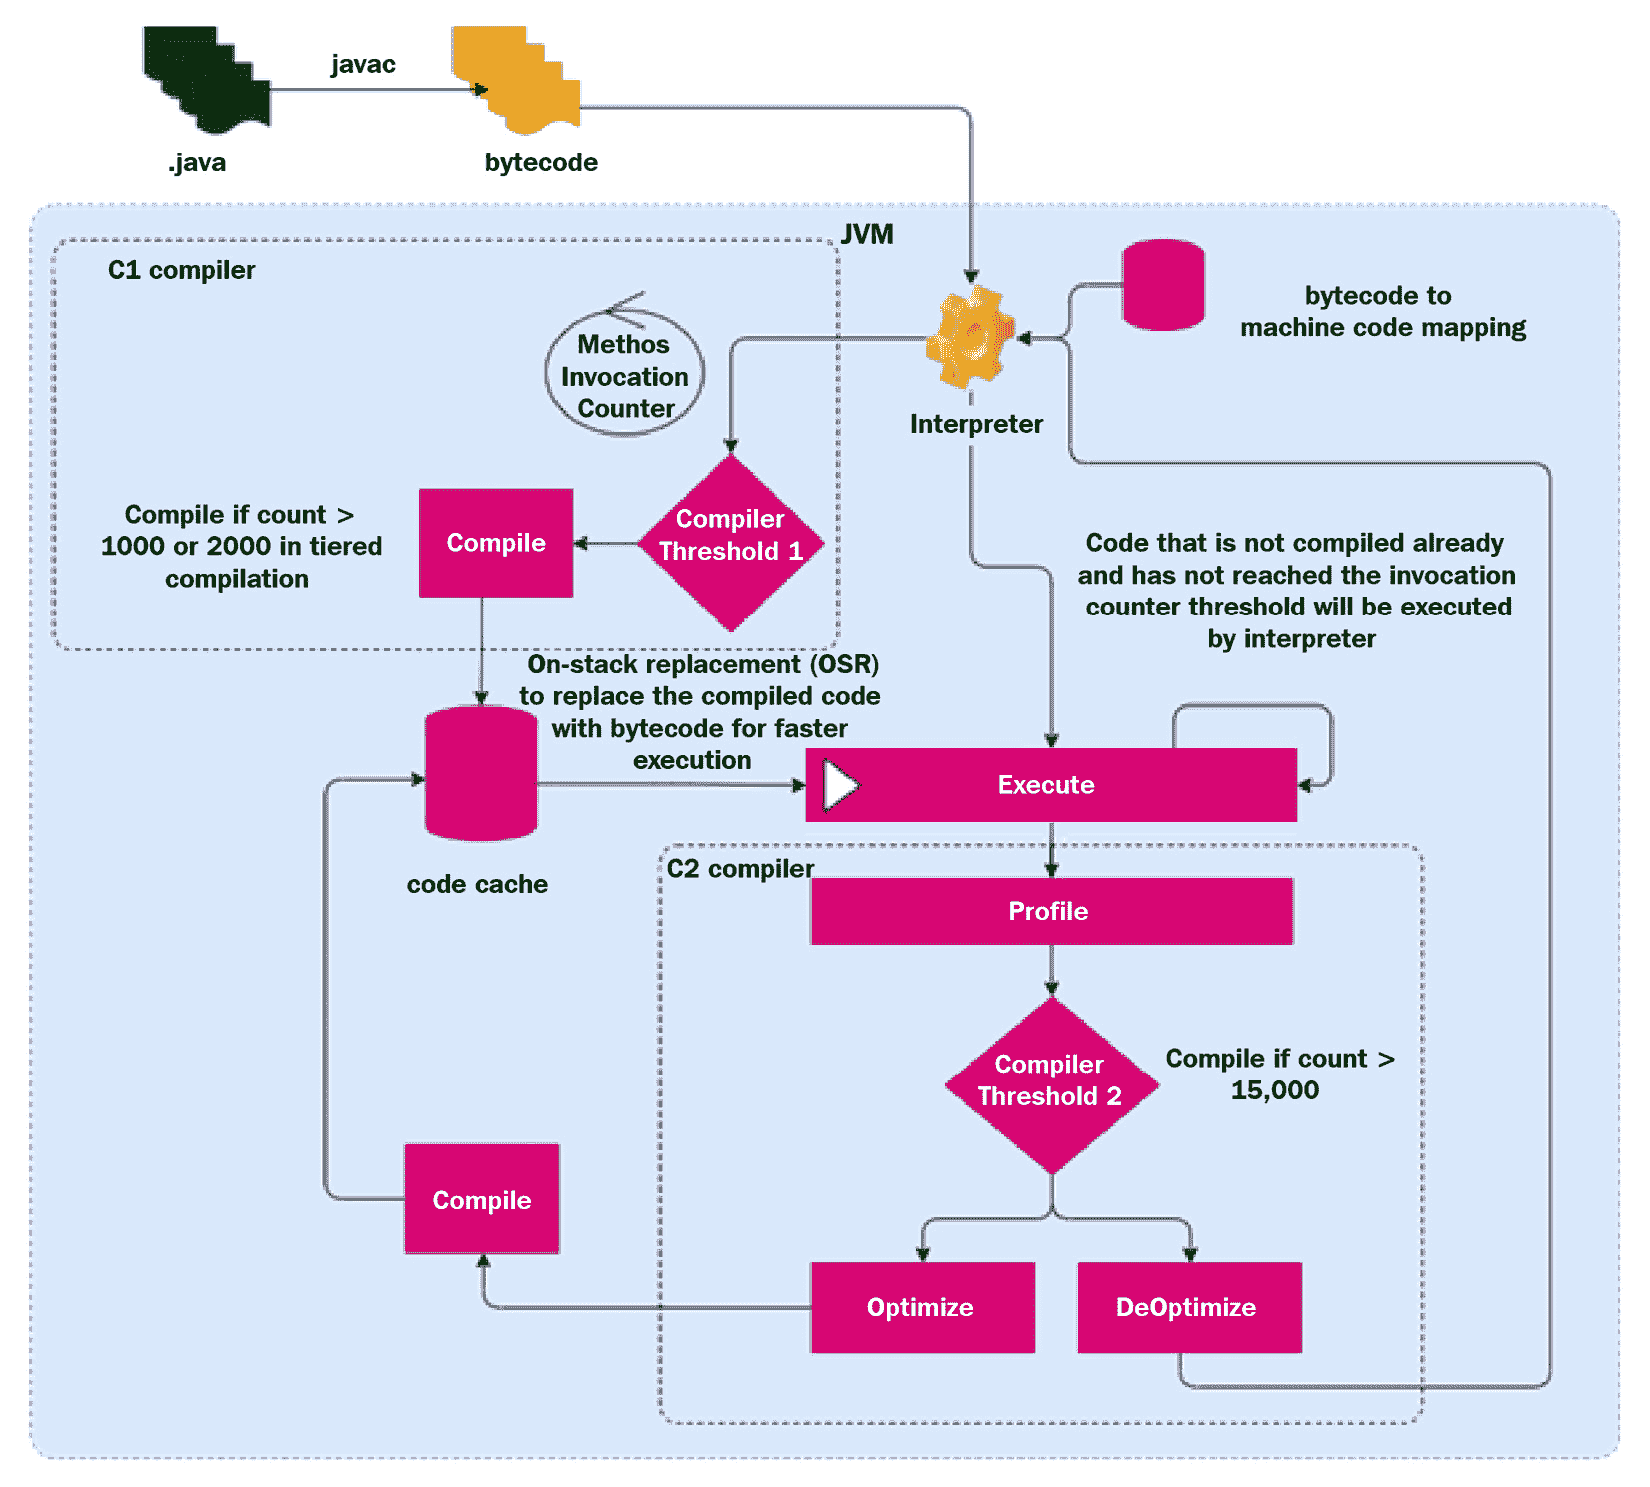 javac
.java
bytecode
JVM
C1 compiler
Methos
Invocation
Counter
bytecode to
machine code mapping
Interpreter
Compile if count >
1000 or 2000 in tiered
compilation
Compile
Compiler
Threshold 1
Code that is not compiled already
and has not reached the invocation
counter threshold will be executed
by interpreter
On-stack replacement (OSR)
to replace the compiled code
with bytecode for faster
execution
Execute
code cache
C2 compiler
Profile
Compiler
Threshold 2
Compile if count >
15,000
Compile
Optimize
DeOptimize